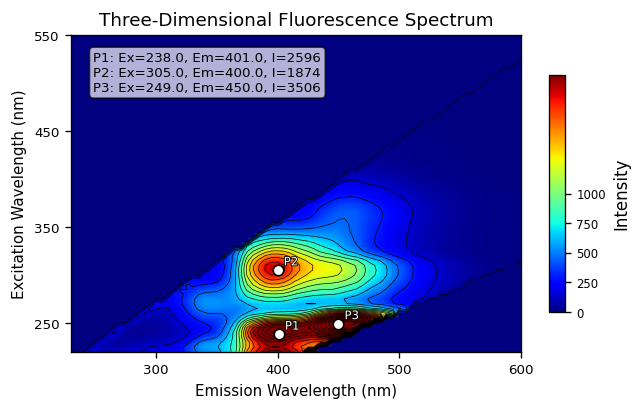 Three-Dimensional Fluorescence Spectrum
P1: Ex=238.0, Em=401.0, I=2596
P2: Ex=305.0, Em=400.0, I=1874
P3: Ex=249.0, Em=450.0, I=3506
550
450
350
250
Excitation Wavelength (nm)
P2
P1
P3
300
400
500
600
Emission Wavelength (nm)
1000
750
500
250
0
Intensity